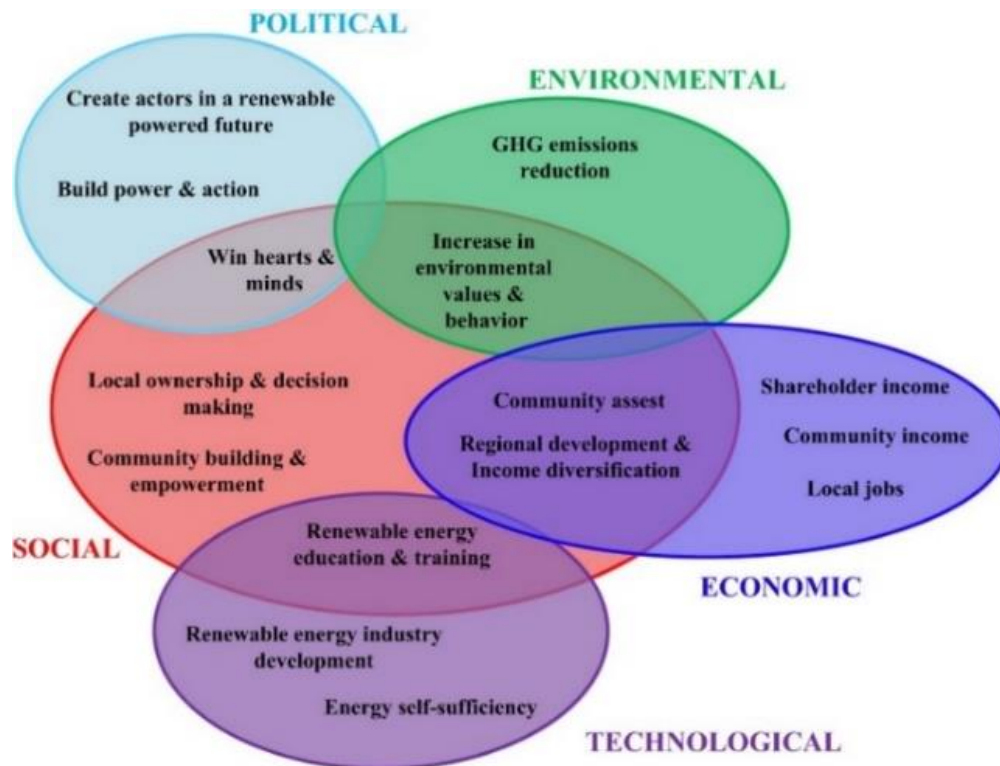 POLITICAL
Create actors in a renewable
powered future
Build power & action
Win hearts &
minds
ENVIRONMENTAL
GHG emissions
reduction
Increase in
environmental
values &
behavior
Local ownership & decision
making
Community building &
empowerment
SOCIAL
Community assest
Regional development &
Income diversification
Shareholder income
Community income
Local jobs
ECONOMIC
Renewable energy
education & training
Renewable energy industry
development
Energy self-sufficiency
TECHNOLOGICAL